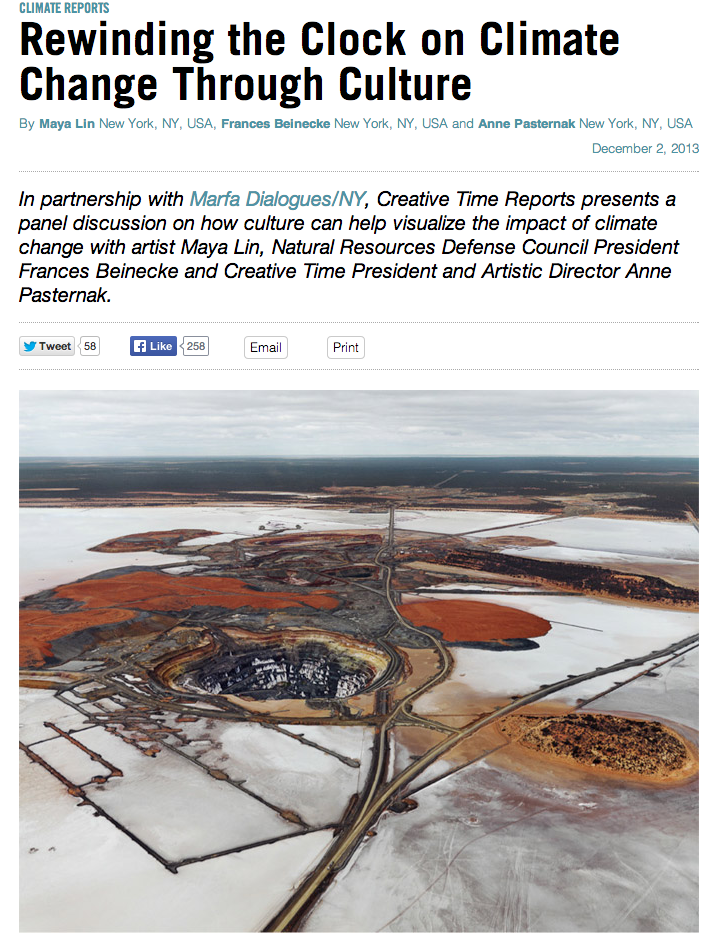 CLIMATE REPORTS
Rewinding the Clock on Climate
Change Through Culture
By Maya Lin New York, NY, USA, Frances Beinecke New York, NY, USA and Anne Pasternak New York, NY, USA
December 2, 2013
In partnership with Marfa Dialogues/NY, Creative Time Reports presents a
panel discussion on how culture can help visualize the impact of climate
change with artist Maya Lin, Natural Resources Defense Council President
Frances Beinecke and Creative Time President and Artistic Director Anne
Pasternak.
Tweet 58 Like 258 Email Print